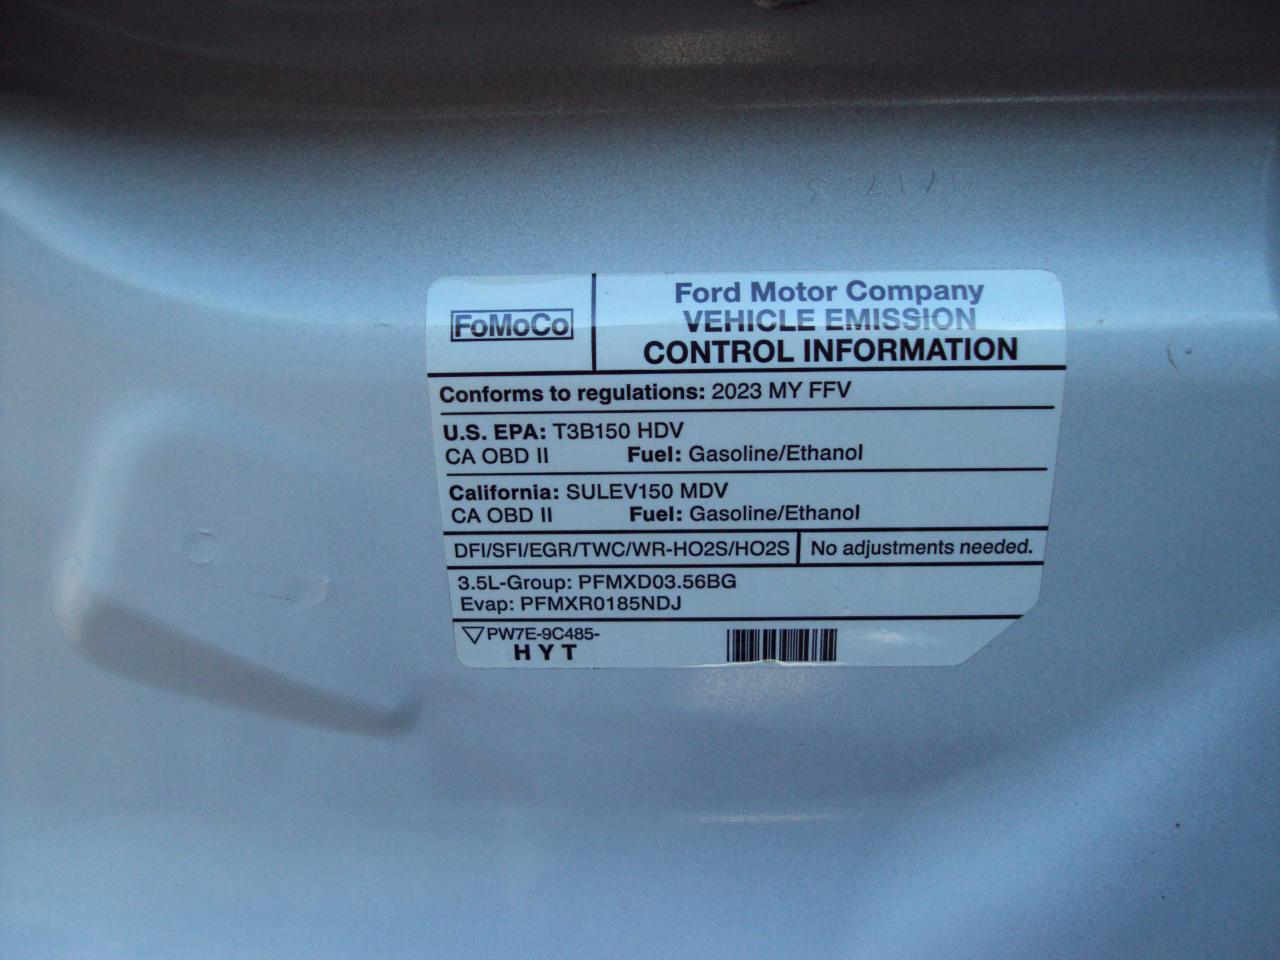 FoMoCo
Ford Motor Company
VEHICLE EMISSION
CONTROL INFORMATION
Conforms to regulations: 2023 MY FFV
U.S. EPA: T3B150 HDV
CA OBD II Fuel: Gasoline/Ethanol
California: SULEV150 MDV
CA OBD II Fuel: Gasoline/Ethanol
DFI/SFI/EGR/TWC/WR-HO2S/HO2S No adjustments needed.
3.5L-Group: PFMXD03.56BG
Evap: PFMXR0185NDJ
PW7E-9C485-
HYT